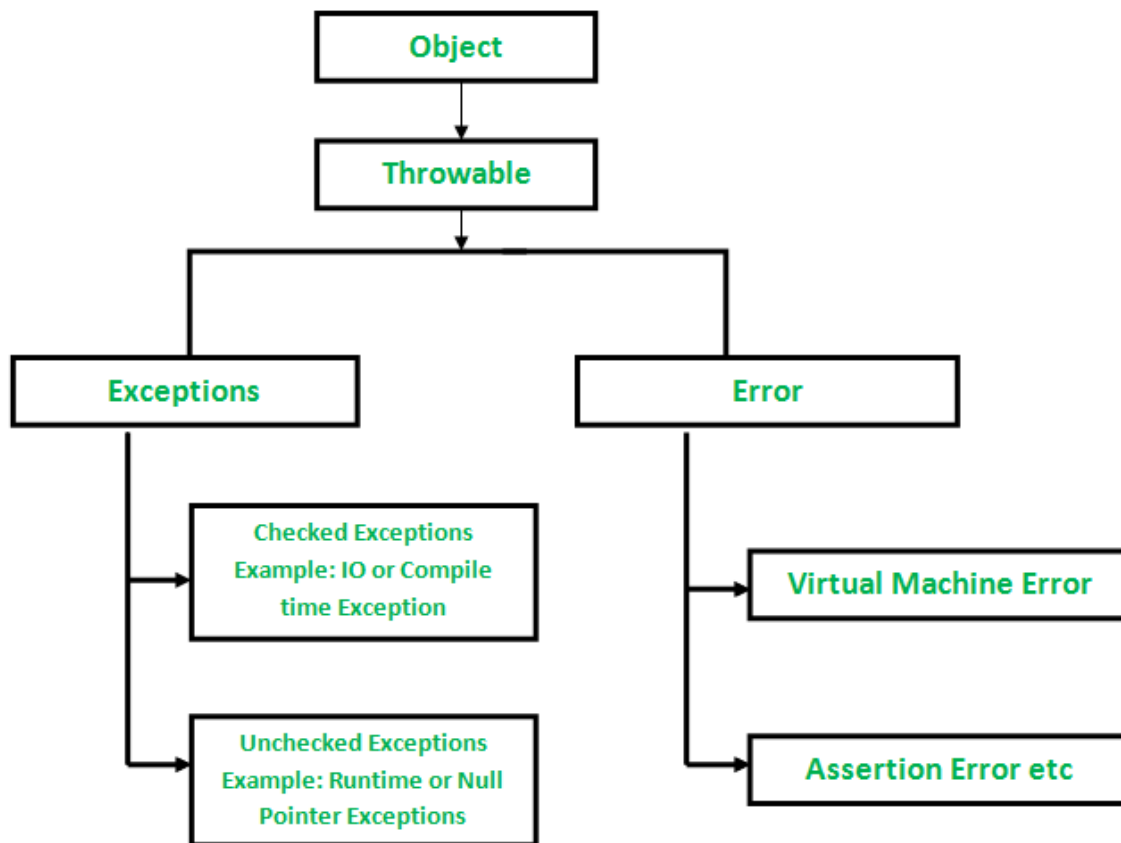 Object
Throwable
Exceptions
Error
Checked Exceptions
Example: IO or Compile
time Exception
Virtual Machine Error
Unchecked Exceptions
Example: Runtime or Null
Pointer Exceptions
Assertion Error etc